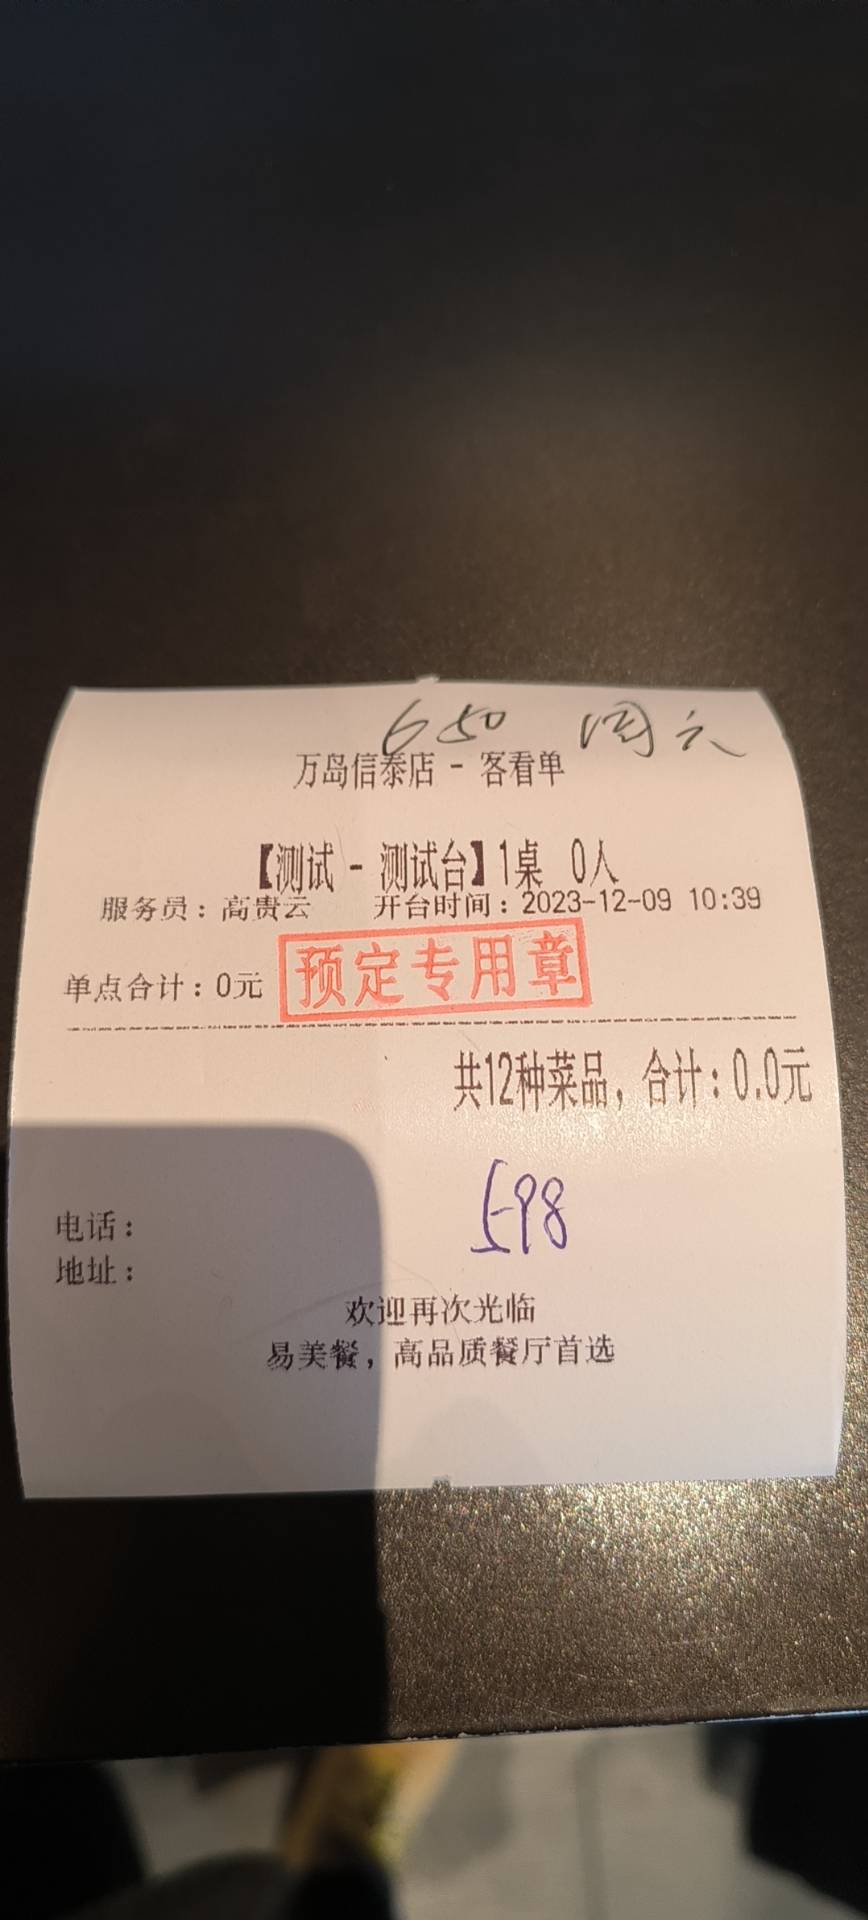 650 周六
万岛信泰店 - 客看单
【测试 - 测试台】1桌 0人
服务员：高贵云 开台时间：2023-12-09 10:39
单点合计：0元 预定专用章
共12种菜品，合计：0.0元
598
电话：
地址：
欢迎再次光临
易美餐，高品质餐厅首选